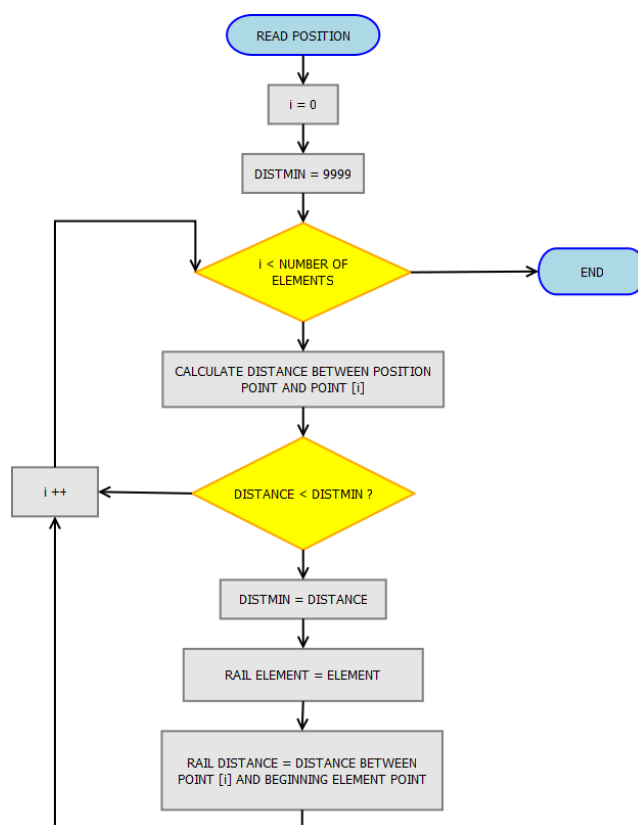 READ POSITION
i = 0
DISTMIN = 9999
i < NUMBER OF
ELEMENTS
END
CALCULATE DISTANCE BETWEEN POSITION
POINT AND POINT [i]
DISTANCE < DISTMIN ?
i ++
DISTMIN = DISTANCE
RAIL ELEMENT = ELEMENT
RAIL DISTANCE = DISTANCE BETWEEN
POINT [i] AND BEGINNING ELEMENT POINT